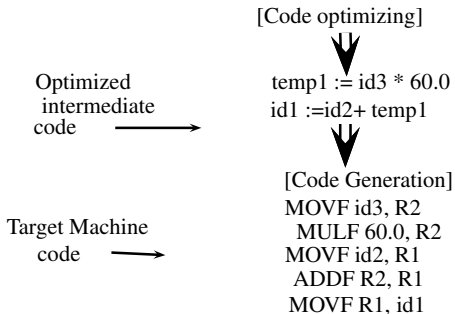 [Code optimizing]
Optimized
intermediate
code
temp1 := id3 * 60.0
id1 :=id2+ temp1
[Code Generation]
Target Machine
code
MOVF id3, R2
MULF 60.0, R2
MOVF id2, R1
ADDF R2, R1
MOVF R1, id1